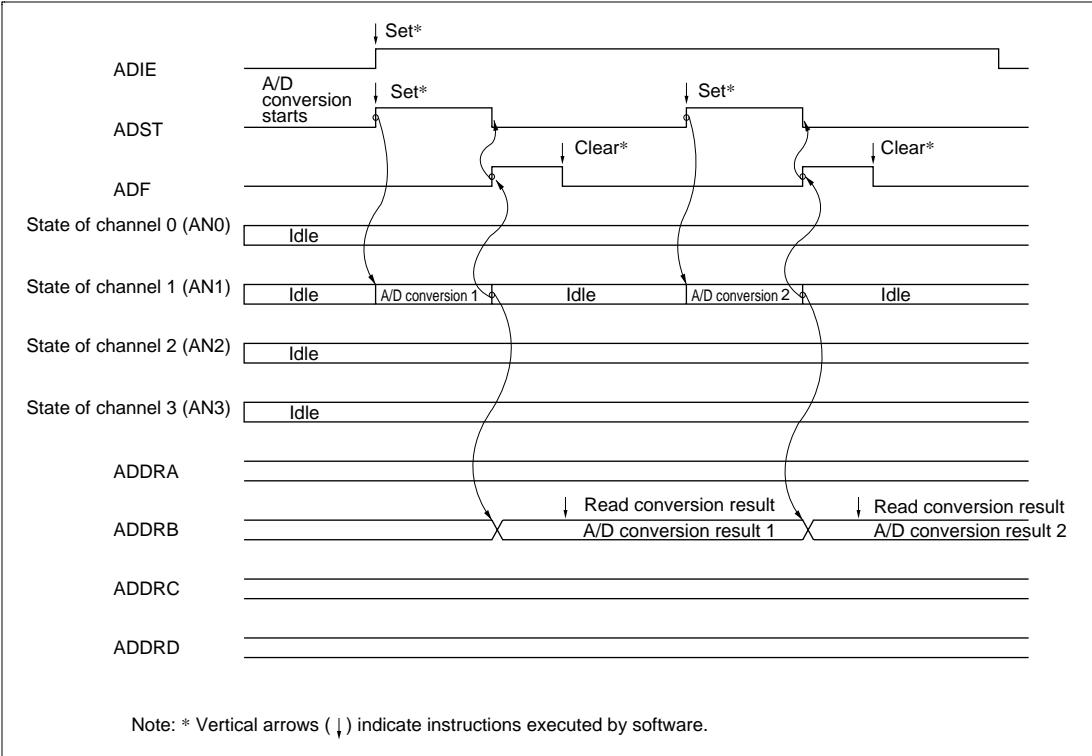 Set*
ADIE
A/D
conversion
starts
Set*
Set*
ADST
Clear*
Clear*
ADF
State of channel 0 (AN0)
Idle
State of channel 1 (AN1)
Idle
A/D conversion 1
Idle
A/D conversion 2
Idle
State of channel 2 (AN2)
Idle
State of channel 3 (AN3)
Idle
ADDRA
Read conversion result
Read conversion result
ADDRB
A/D conversion result 1
A/D conversion result 2
ADDRC
ADDRD
Note: * Vertical arrows ( ↓ ) indicate instructions executed by software.